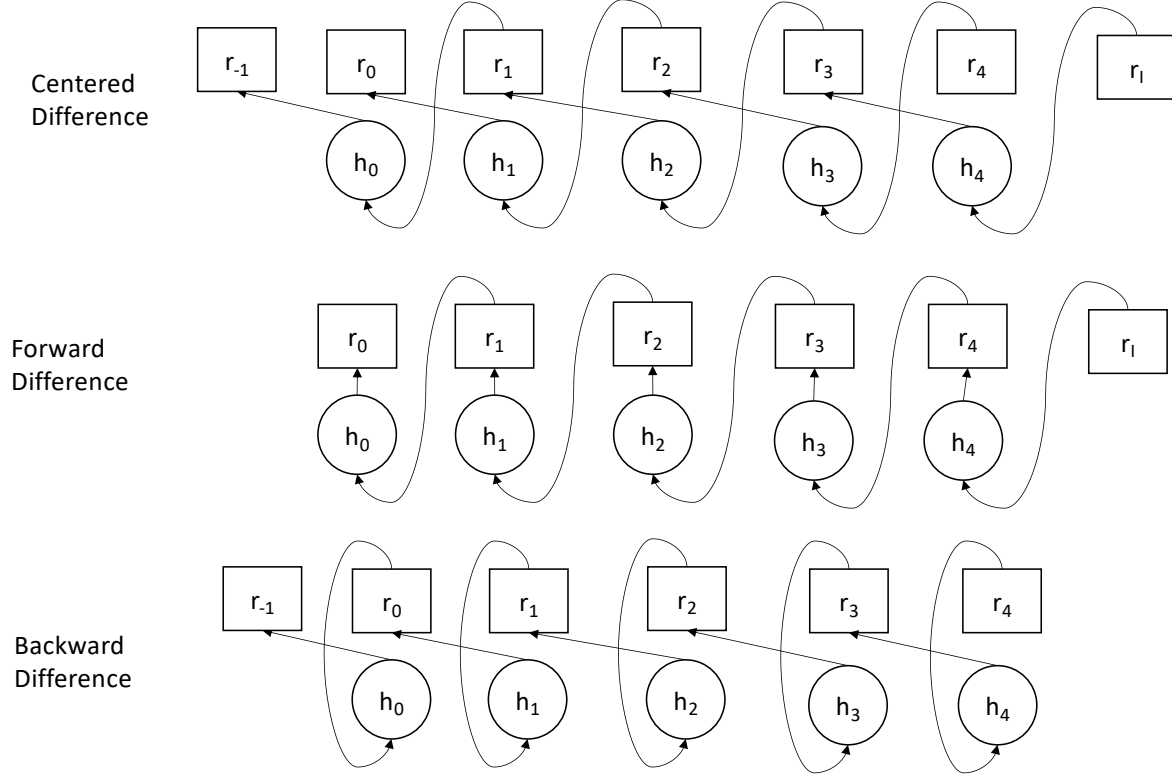 Centered
Difference
r₋₁ r₀ r₁ r₂ r₃ r₄ rₗ
h₀ h₁ h₂ h₃ h₄
Forward
Difference
r₀ r₁ r₂ r₃ r₄ rₗ
h₀ h₁ h₂ h₃ h₄
Backward
Difference
r₋₁ r₀ r₁ r₂ r₃ r₄
h₀ h₁ h₂ h₃ h₄